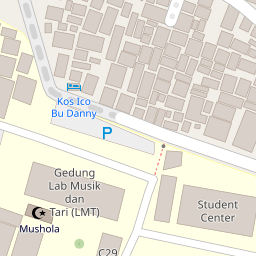 Kos Ico
Bu Danny
P
Gedung
Lab Musik
dan
Tari (LMT)
Student
Center
Mushola
C29